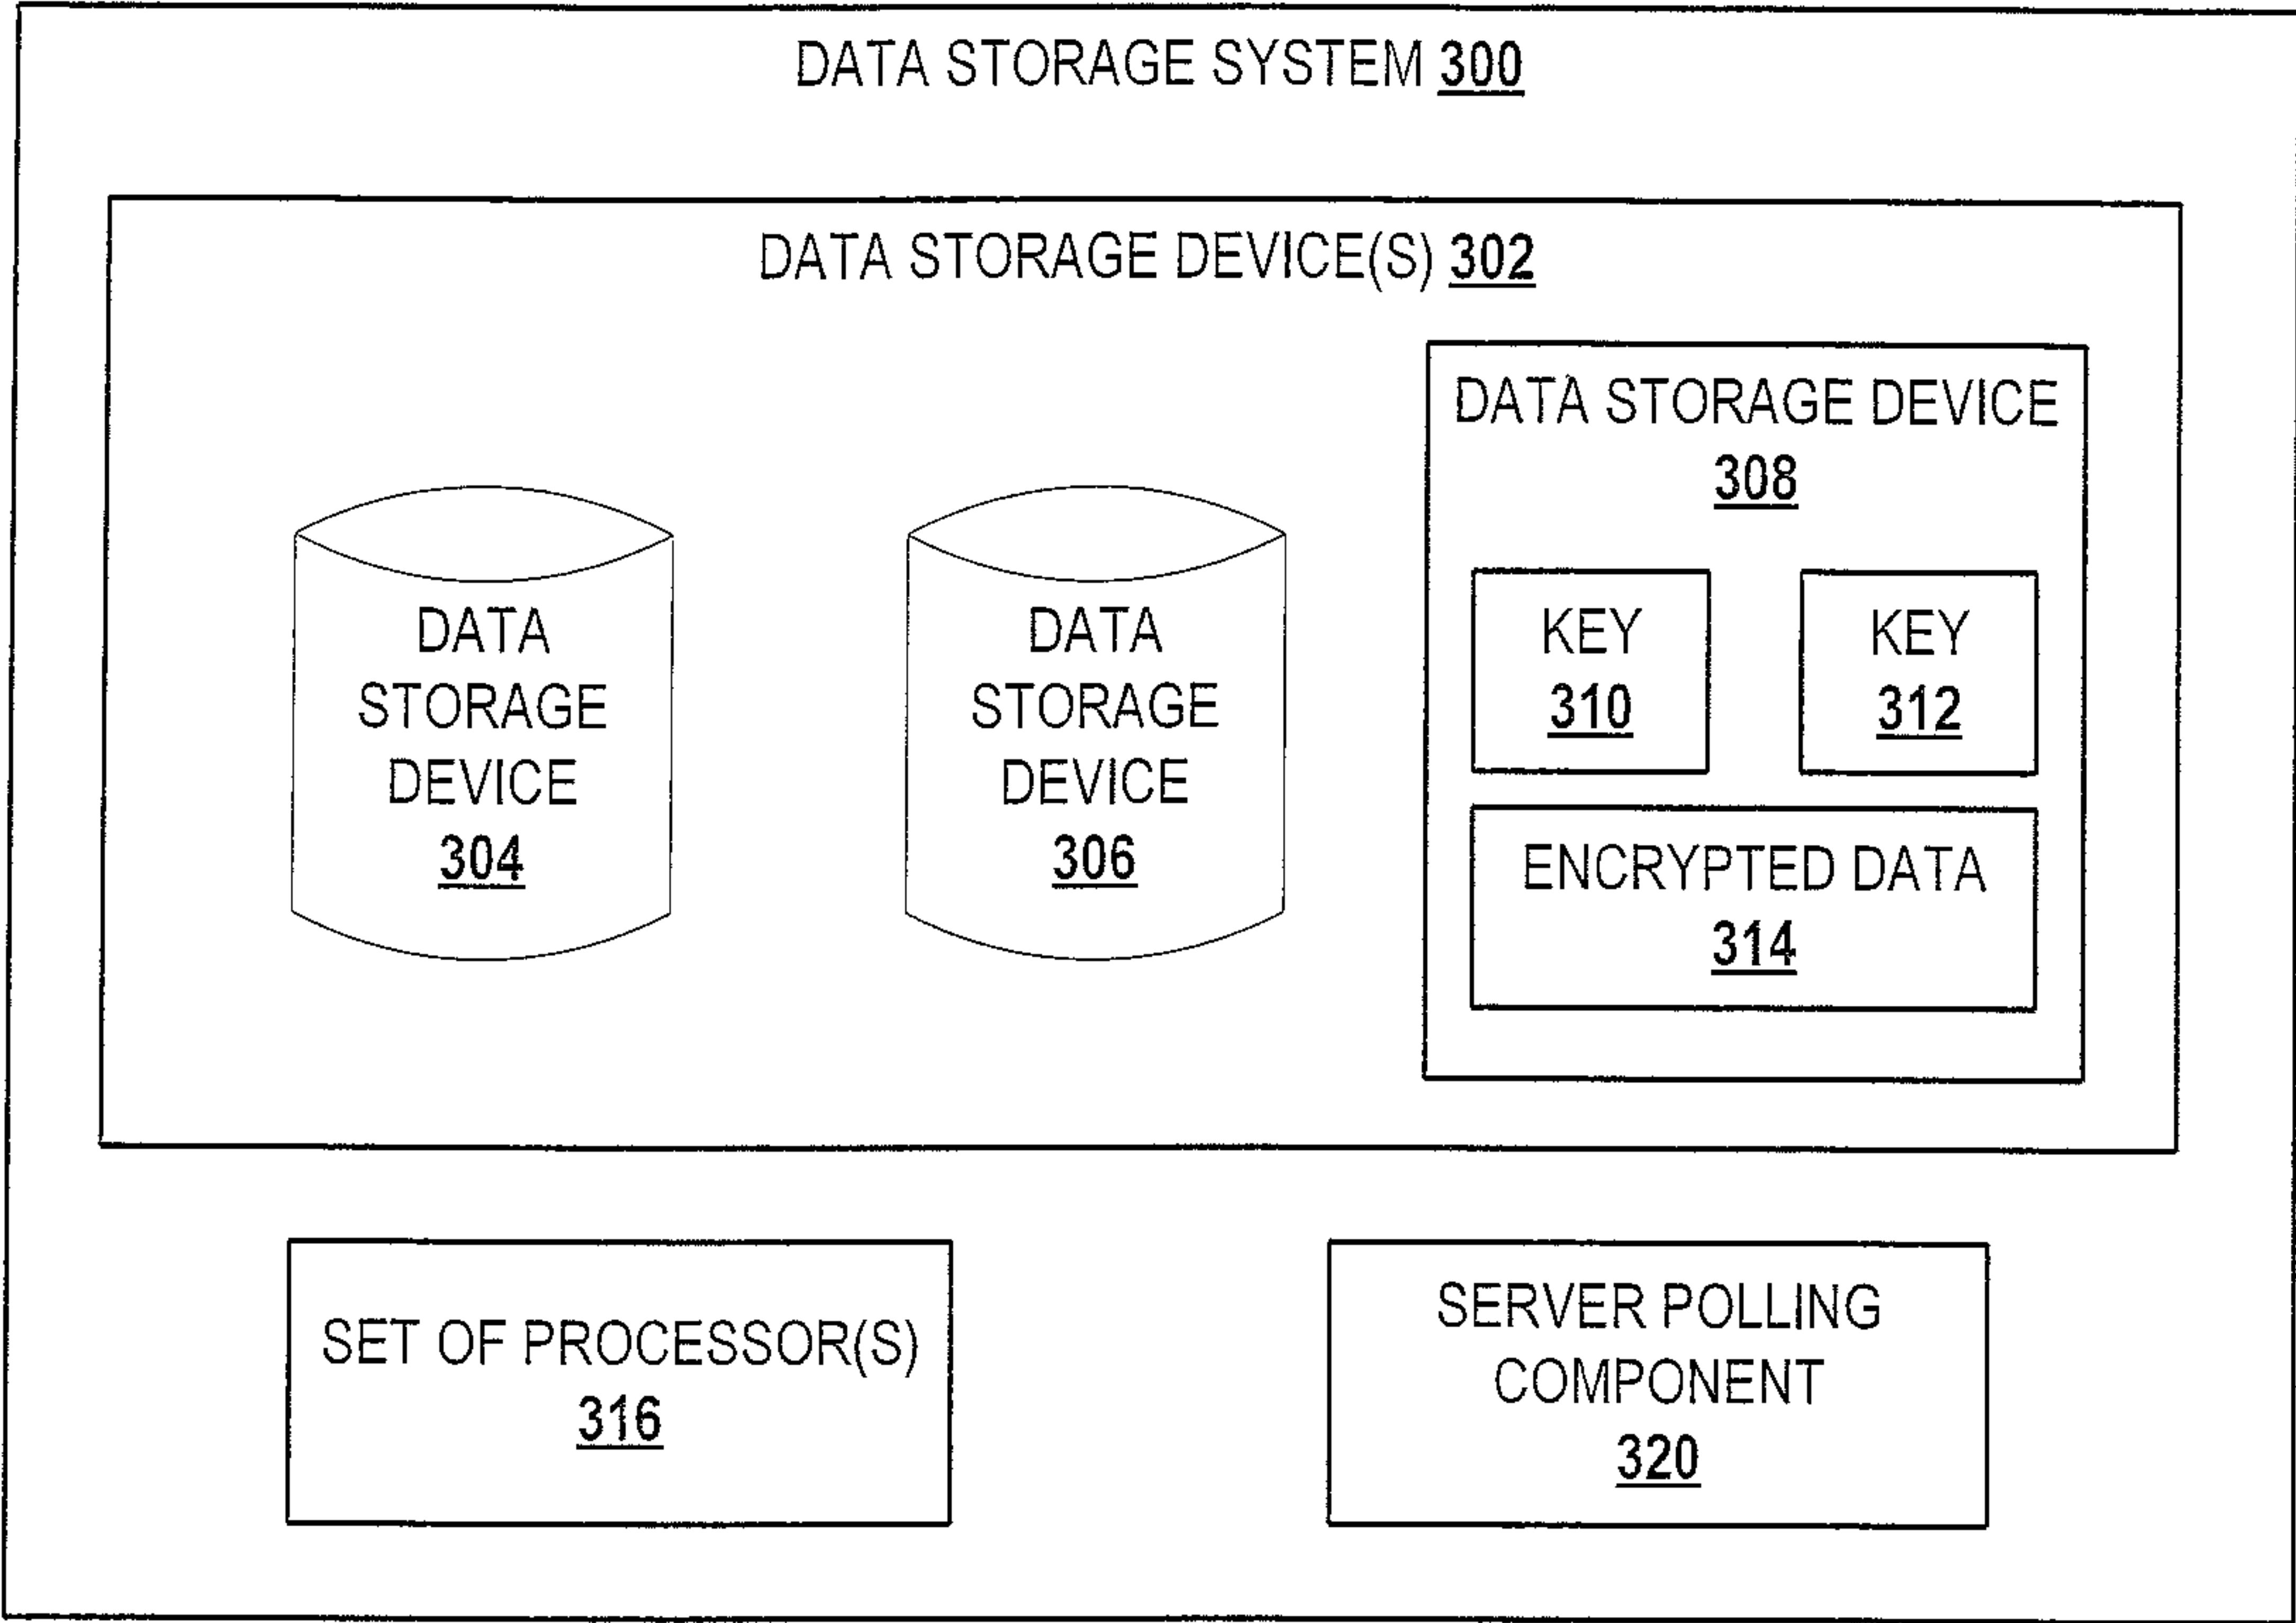 DATA STORAGE SYSTEM 300
DATA STORAGE DEVICE(S) 302
DATA STORAGE DEVICE
308
DATA
STORAGE
DEVICE
304
DATA
STORAGE
DEVICE
306
KEY
310
KEY
312
ENCRYPTED DATA
314
SET OF PROCESSOR(S)
316
SERVER POLLING
COMPONENT
320